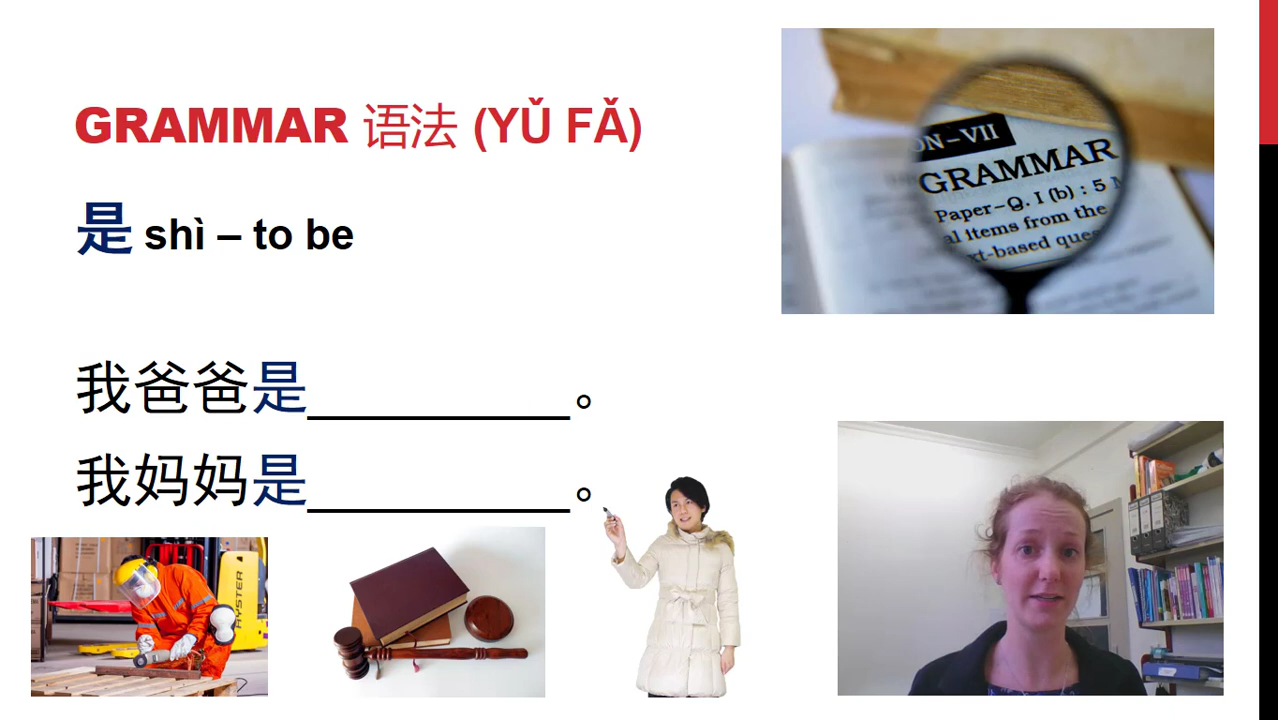 GRAMMAR 语法 (YǓ FǍ)
是 shì – to be
我爸爸是__________。
我妈妈是__________。
ON–VII
GRAMMAR
Paper–Q. I (b) : 5 M
al items from the
xt-based ques
HYSTER